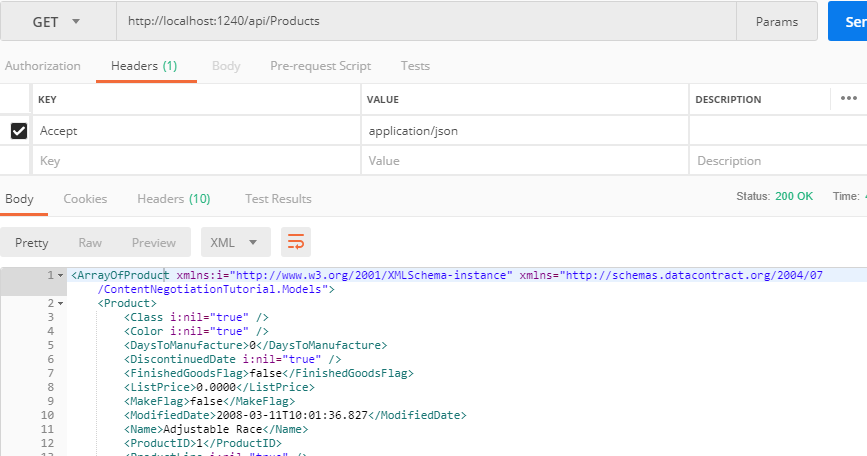 GET http://localhost:1240/api/Products Params Sen
Authorization Headers (1) Body Pre-request Script Tests
KEY VALUE DESCRIPTION •••
Accept application/json
Key Value Description
Body Cookies Headers (10) Test Results Status: 200 OK Time:
Pretty Raw Preview XML
1 <ArrayOfProduct xmlns:i="http://www.w3.org/2001/XMLSchema-instance" xmlns="http://schemas.datacontract.org/2004/07
/ContentNegotiationTutorial.Models">
2 <Product>
3 <Class i:nil="true" />
4 <Color i:nil="true" />
5 <DaysToManufacture>0</DaysToManufacture>
6 <DiscontinuedDate i:nil="true" />
7 <FinishedGoodsFlag>false</FinishedGoodsFlag>
8 <ListPrice>0.0000</ListPrice>
9 <MakeFlag>false</MakeFlag>
10 <ModifiedDate>2008-03-11T10:01:36.827</ModifiedDate>
11 <Name>Adjustable Race</Name>
12 <ProductID>1</ProductID>
13 <ProductLine i:nil="true" />